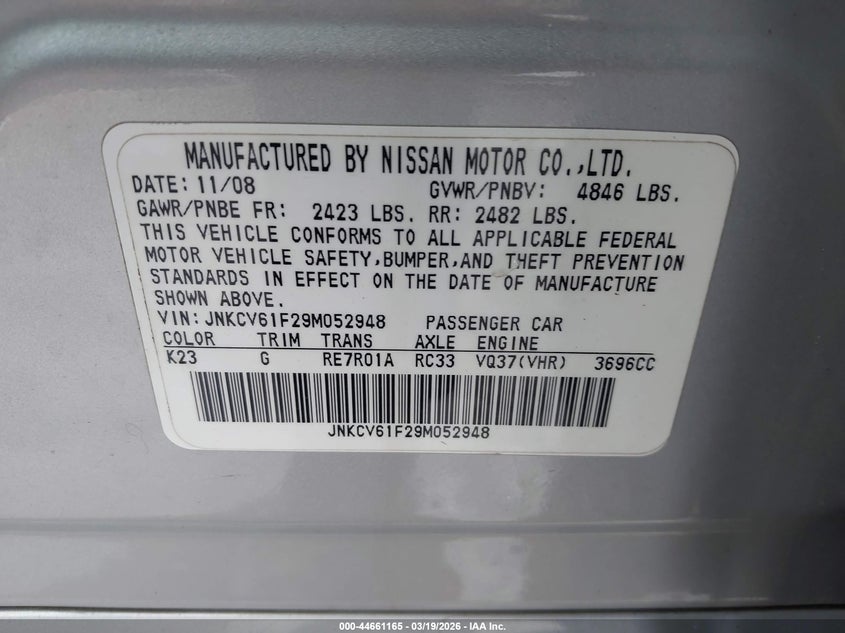 MANUFACTURED BY NISSAN MOTOR CO.,LTD.
DATE: 11/08 GVWR/PNBV: 4846 LBS.
GAWR/PNBE FR: 2423 LBS. RR: 2482 LBS.
THIS VEHICLE CONFORMS TO ALL APPLICABLE FEDERAL
MOTOR VEHICLE SAFETY,BUMPER,AND THEFT PREVENTION
STANDARDS IN EFFECT ON THE DATE OF MANUFACTURE
SHOWN ABOVE.
VIN: JNKCV61F29M052948 PASSENGER CAR
COLOR TRIM TRANS AXLE ENGINE
K23 G RE7R01A RC33 VQ37(VHR) 3696CC
JNKCV61F29M052948
000-44661165 - 03/19/2026 - IAA Inc.